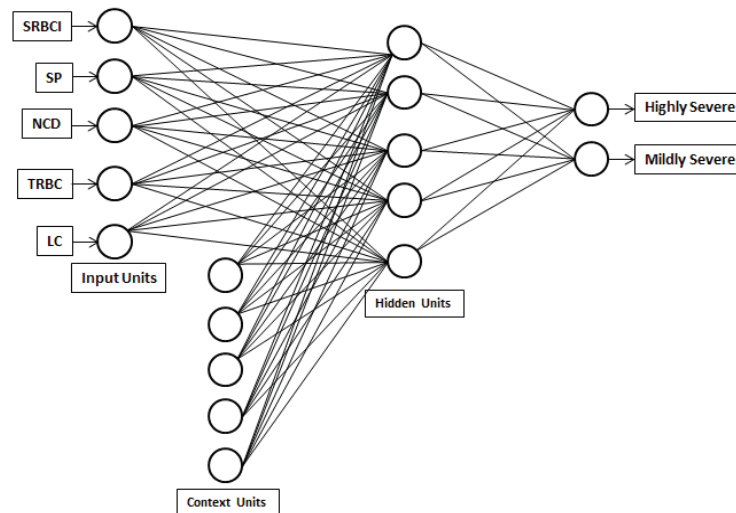 SRBCI
SP
NCD
TRBC
LC
Input Units
Context Units
Hidden Units
Highly Severe
Mildly Severe